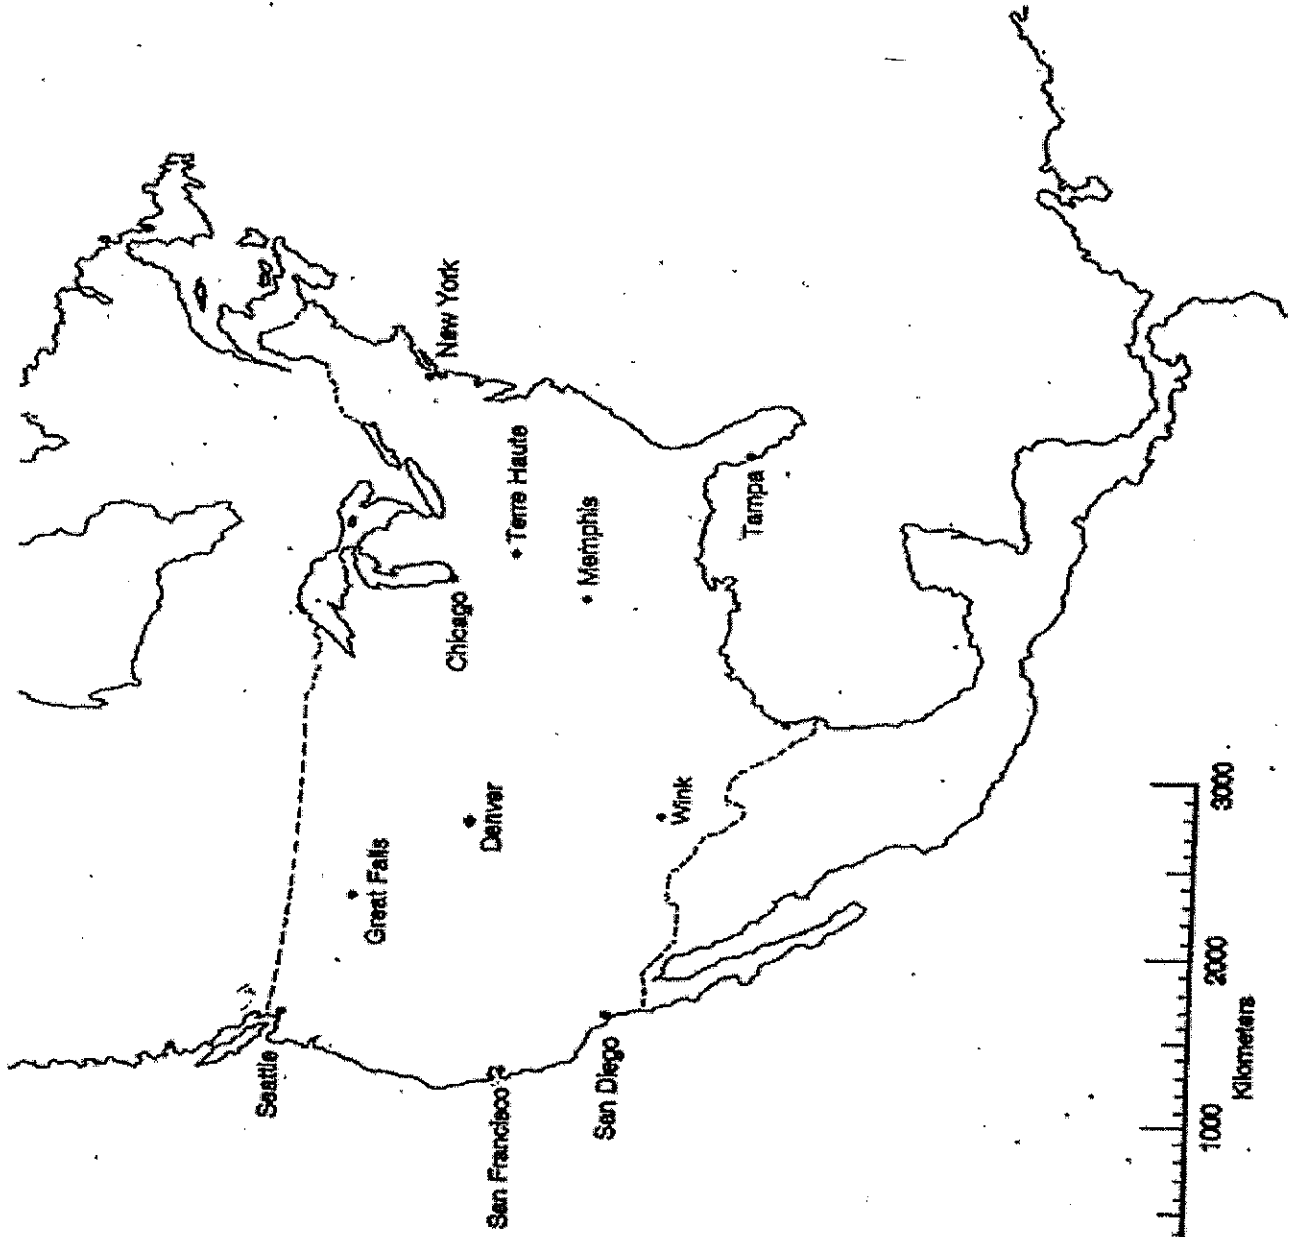 Seattle
Great Falls
New York
Chicago
San Francisco
Denver
Terre Haute
San Diego
Memphis
Wink
Tampa
1000
2000
3000
Kilometers